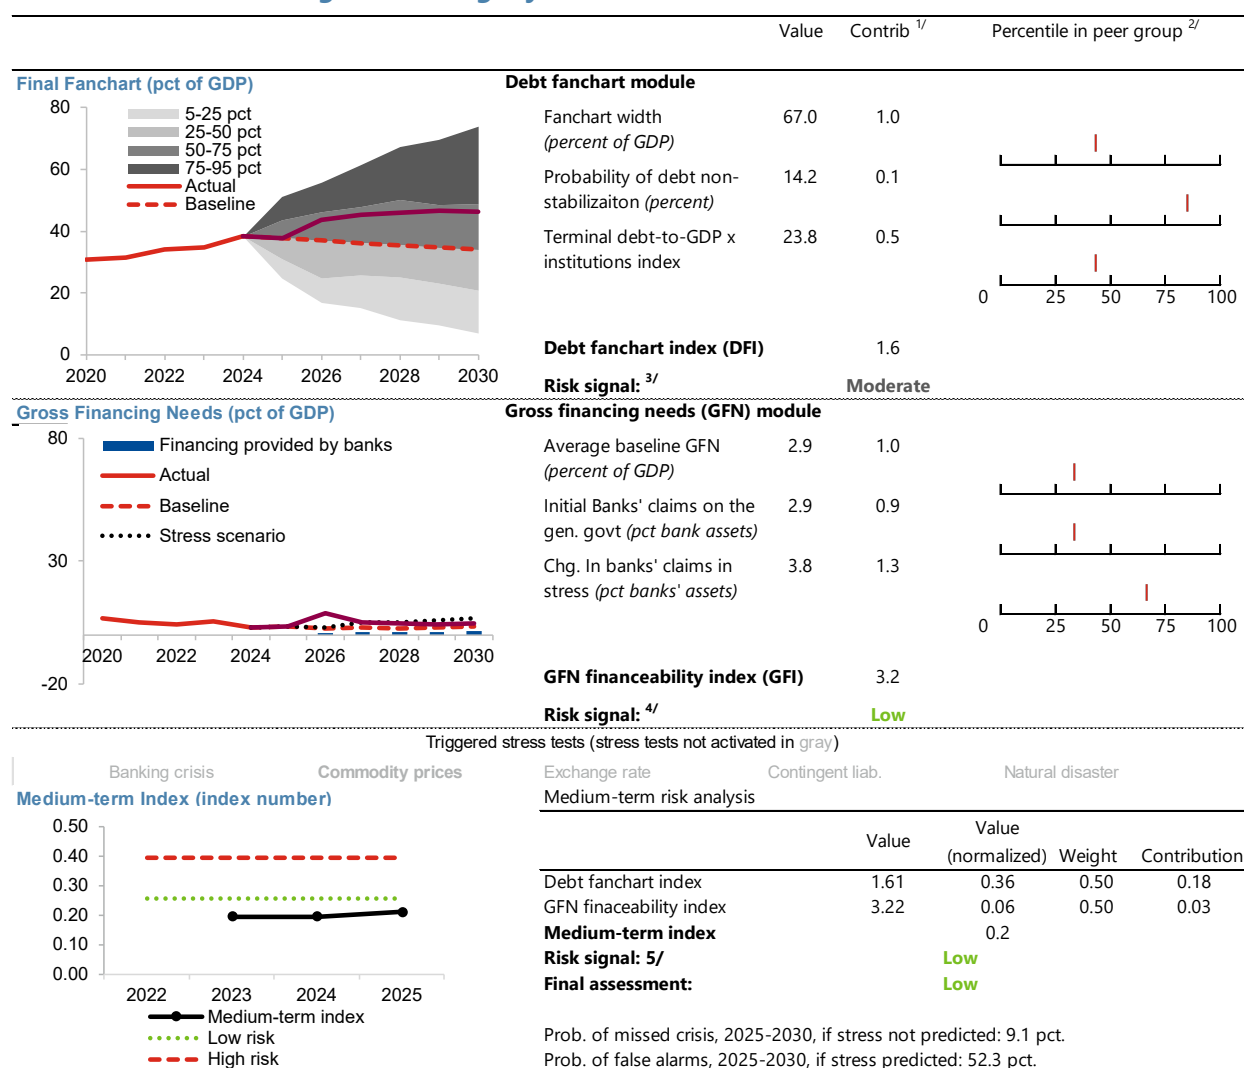 Value Contrib 1/ Percentile in peer group 2/
Final Fanchart (pct of GDP)
Debt fanchart module
80
60
40
20
0
5-25 pct
25-50 pct
50-75 pct
75-95 pct
Actual
Baseline
2020 2022 2024 2026 2028 2030
Fanchart width 67.0 1.0
(percent of GDP)
Probability of debt non- 14.2 0.1
stabilizaiton (percent)
Terminal debt-to-GDP x 23.8 0.5
institutions index
0 25 50 75 100
Debt fanchart index (DFI) 1.6
Risk signal: 3/ Moderate
Gross Financing Needs (pct of GDP)
Gross financing needs (GFN) module
80
30
-20
Financing provided by banks
Actual
Baseline
Stress scenario
2020 2022 2024 2026 2028 2030
Average baseline GFN 2.9 1.0
(percent of GDP)
Initial Banks' claims on the 2.9 0.9
gen. govt (pct bank assets)
Chg. In banks' claims in 3.8 1.3
stress (pct banks' assets)
0 25 50 75 100
GFN financeability index (GFI) 3.2
Risk signal: 4/ Low
Triggered stress tests (stress tests not activated in gray)
Banking crisis Commodity prices Exchange rate Contingent liab. Natural disaster
Medium-term Index (index number)
0.50
0.40
0.30
0.20
0.10
0.00
2022 2023 2024 2025
Medium-term index
Low risk
High risk
Medium-term risk analysis
Value Value
(normalized) Weight Contribution
Debt fanchart index 1.61 0.36 0.50 0.18
GFN finaceability index 3.22 0.06 0.50 0.03
Medium-term index 0.2
Risk signal: 5/ Low
Final assessment: Low
Prob. of missed crisis, 2025-2030, if stress not predicted: 9.1 pct.
Prob. of false alarms, 2025-2030, if stress predicted: 52.3 pct.